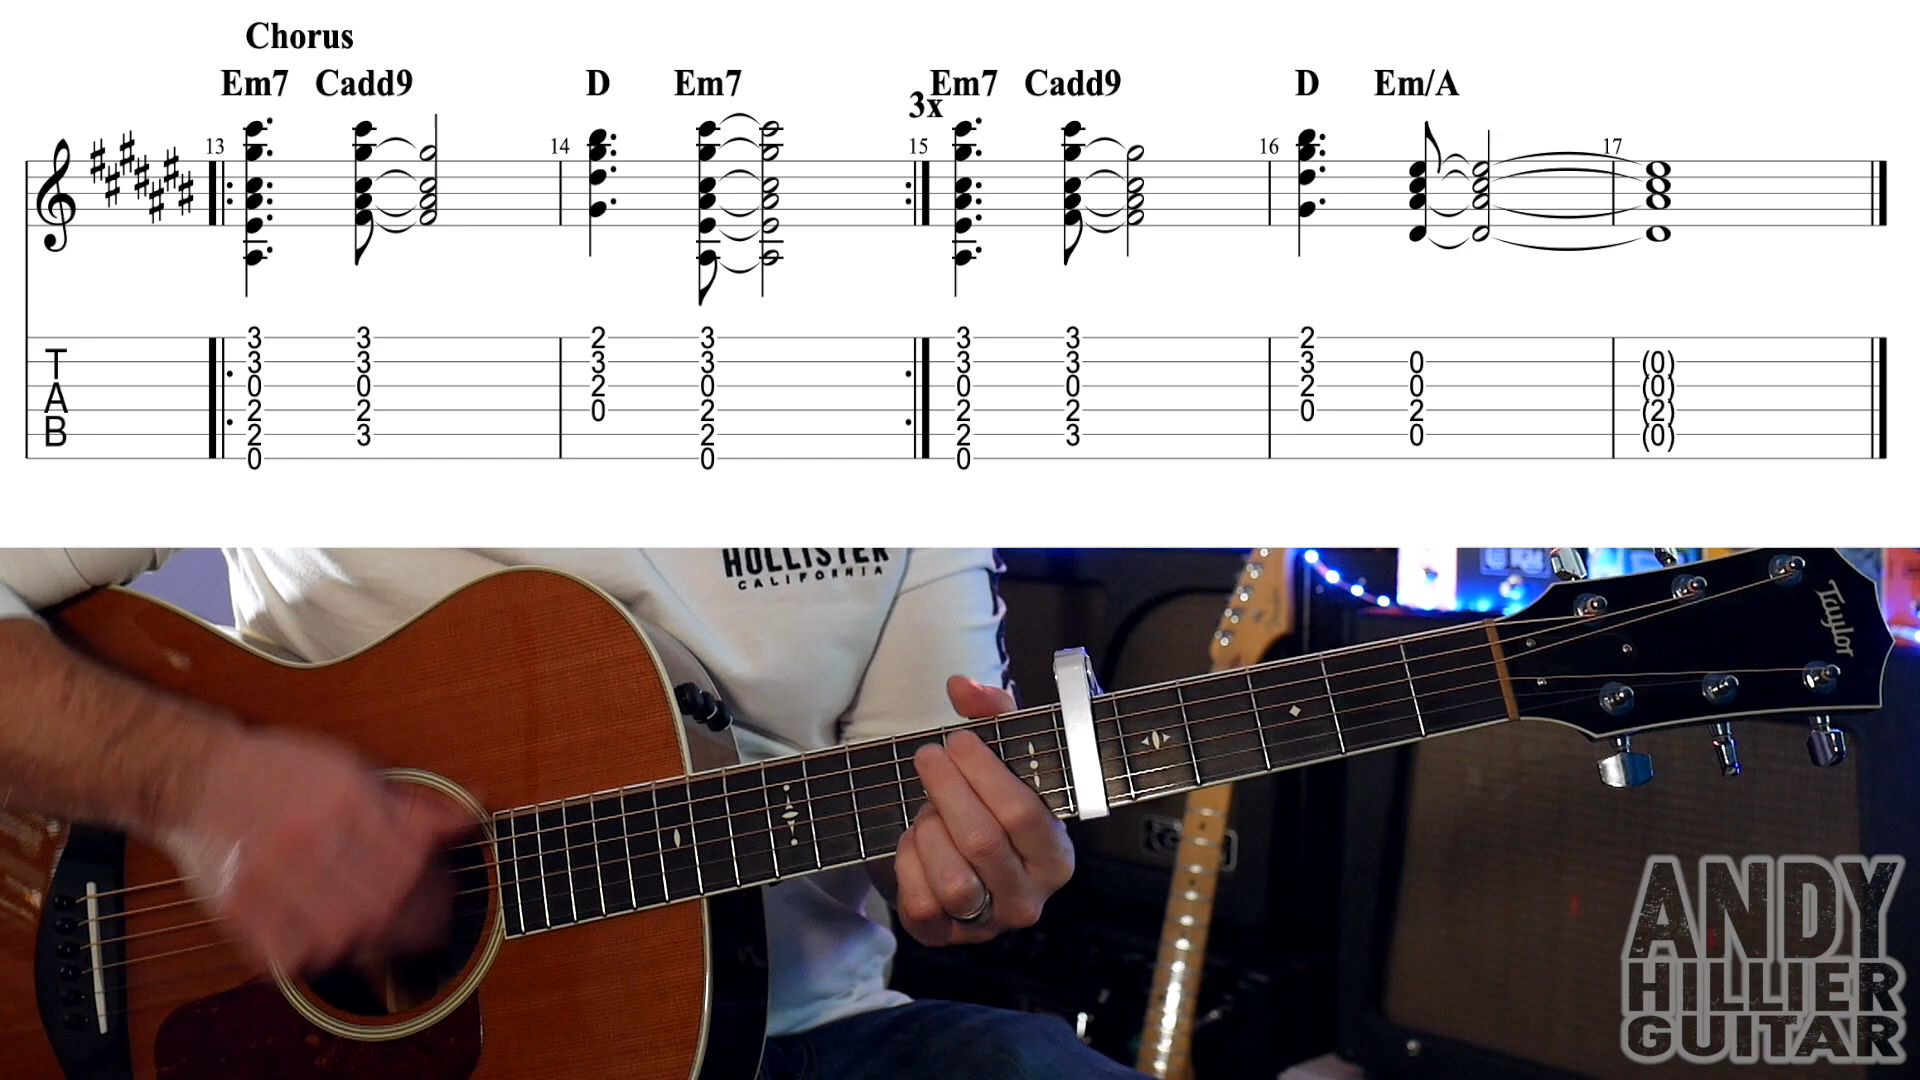 Chorus
Em7 Cadd9 D Em7 3x Em7 Cadd9 D Em/A
13 14 15 16 17
T
A
B
3 3 2 3 3 3 2
3 3 3 3 3 3 3 0 (0)
0 0 2 0 0 0 2 0 (0)
2 2 0 2 2 2 0 2 (2)
2 3 2 2 3 0 (0)
0 0 0
HOLLISTER
CALIFORNIA
Taylor
ANDY
HILLIER
GUITAR